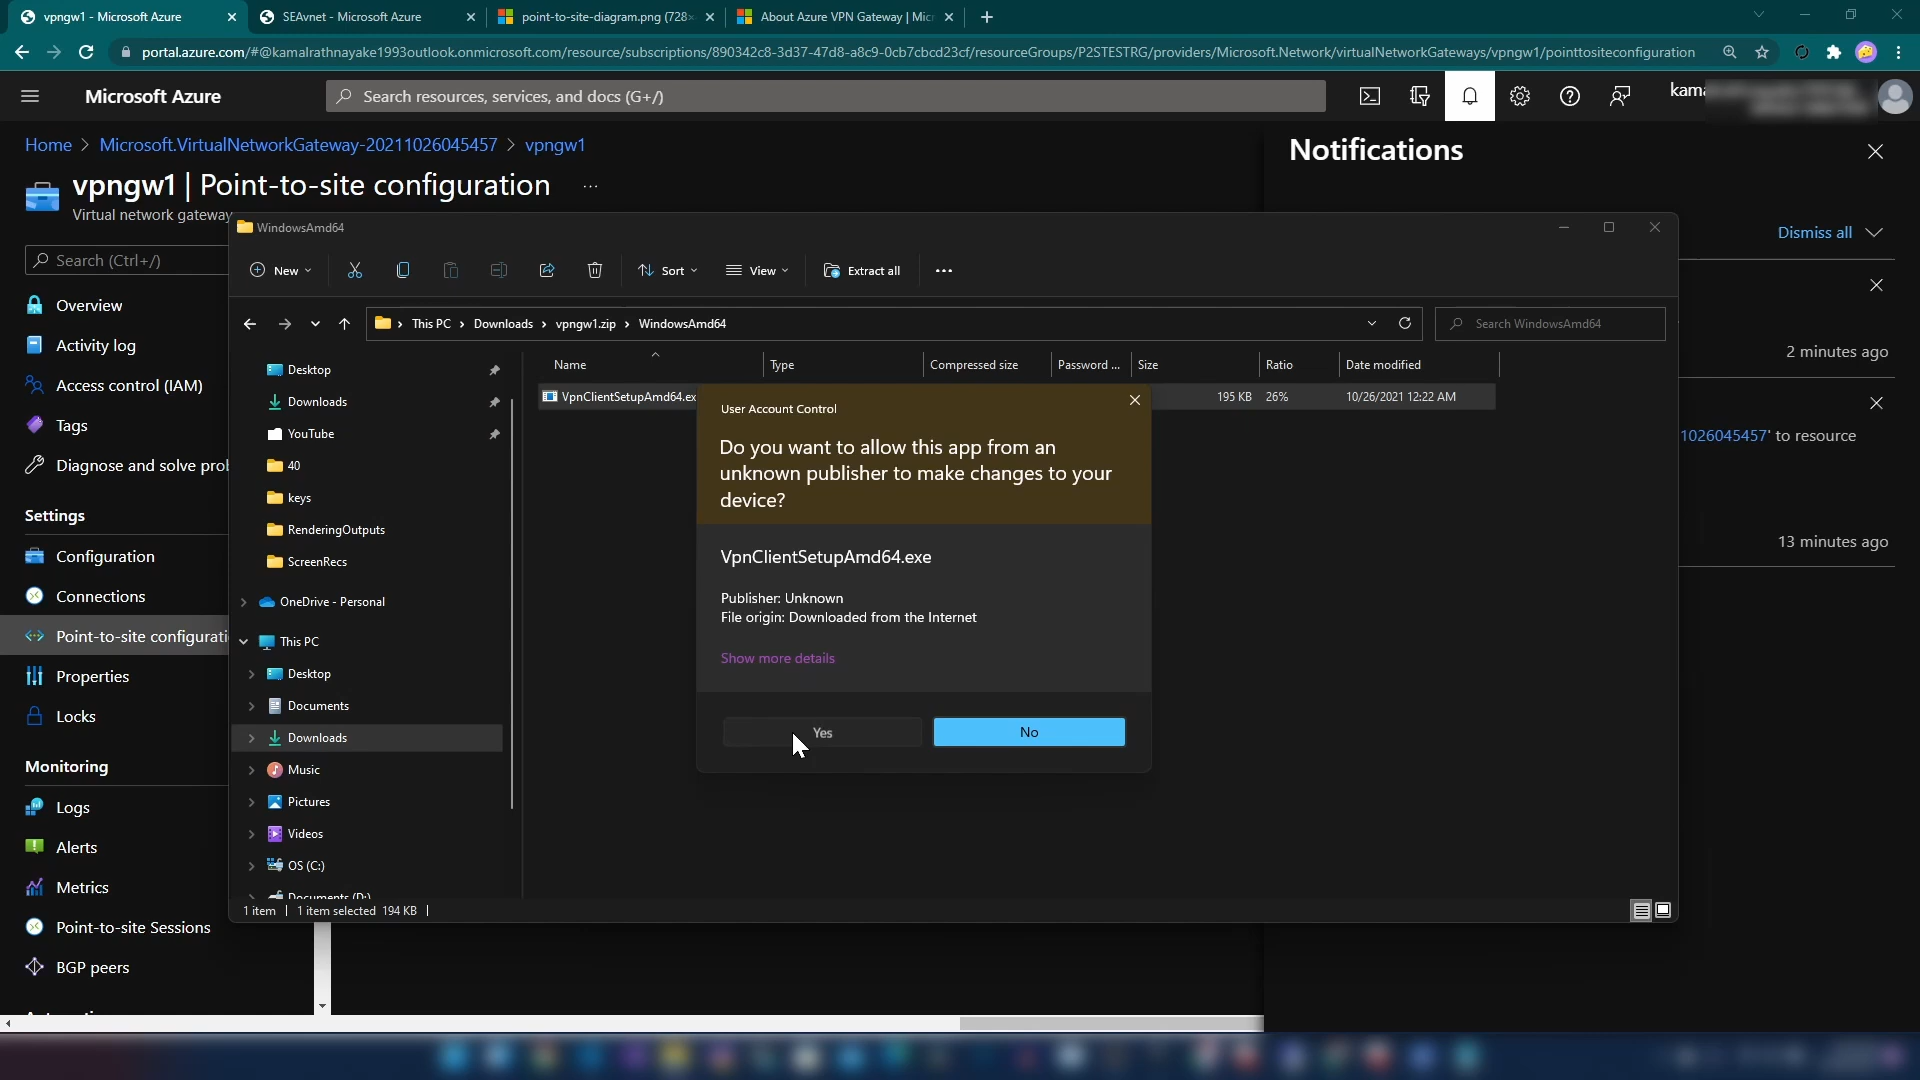 vpngw1 - Microsoft Azure
SEAvnet - Microsoft Azure
point-to-site-diagram.png (728
About Azure VPN Gateway | Micr
portal.azure.com/#@kamalrathnayake1993outlook.onmicrosoft.com/resource/subscriptions/890342c8-3d37-47d8-a8c9-0cb7cbcd23cf/resourceGroups/P2STESTRG/providers/Microsoft.Network/virtualNetworkGateways/vpngw1/pointtositeconfiguration
Microsoft Azure
Search resources, services, and docs (G+/)
kama
Home > Microsoft.VirtualNetworkGateway-20211026045457 > vpngw1
vpngw1 | Point-to-site configuration ...
Virtual network gateway
Search (Ctrl+/)
Overview
Activity log
Access control (IAM)
Tags
Diagnose and solve prob
Settings
Configuration
Connections
Point-to-site configurati
Properties
Locks
Monitoring
Logs
Alerts
Metrics
Point-to-site Sessions
BGP peers
Notifications
Dismiss all
2 minutes ago
1026045457' to resource
13 minutes ago
WindowsAmd64
New
Sort
View
Extract all
This PC > Downloads > vpngw1.zip > WindowsAmd64
Search WindowsAmd64
Desktop
Downloads
YouTube
40
keys
RenderingOutputs
ScreenRecs
OneDrive - Personal
This PC
Desktop
Documents
Downloads
Music
Pictures
Videos
OS (C:)
Documents (D:)
Name
Type
Compressed size
Password ...
Size
Ratio
Date modified
VpnClientSetupAmd64.ex
195 KB
26%
10/26/2021 12:22 AM
1 item
1 item selected 194 KB
User Account Control
Do you want to allow this app from an
unknown publisher to make changes to your
device?
VpnClientSetupAmd64.exe
Publisher: Unknown
File origin: Downloaded from the Internet
Show more details
Yes
No